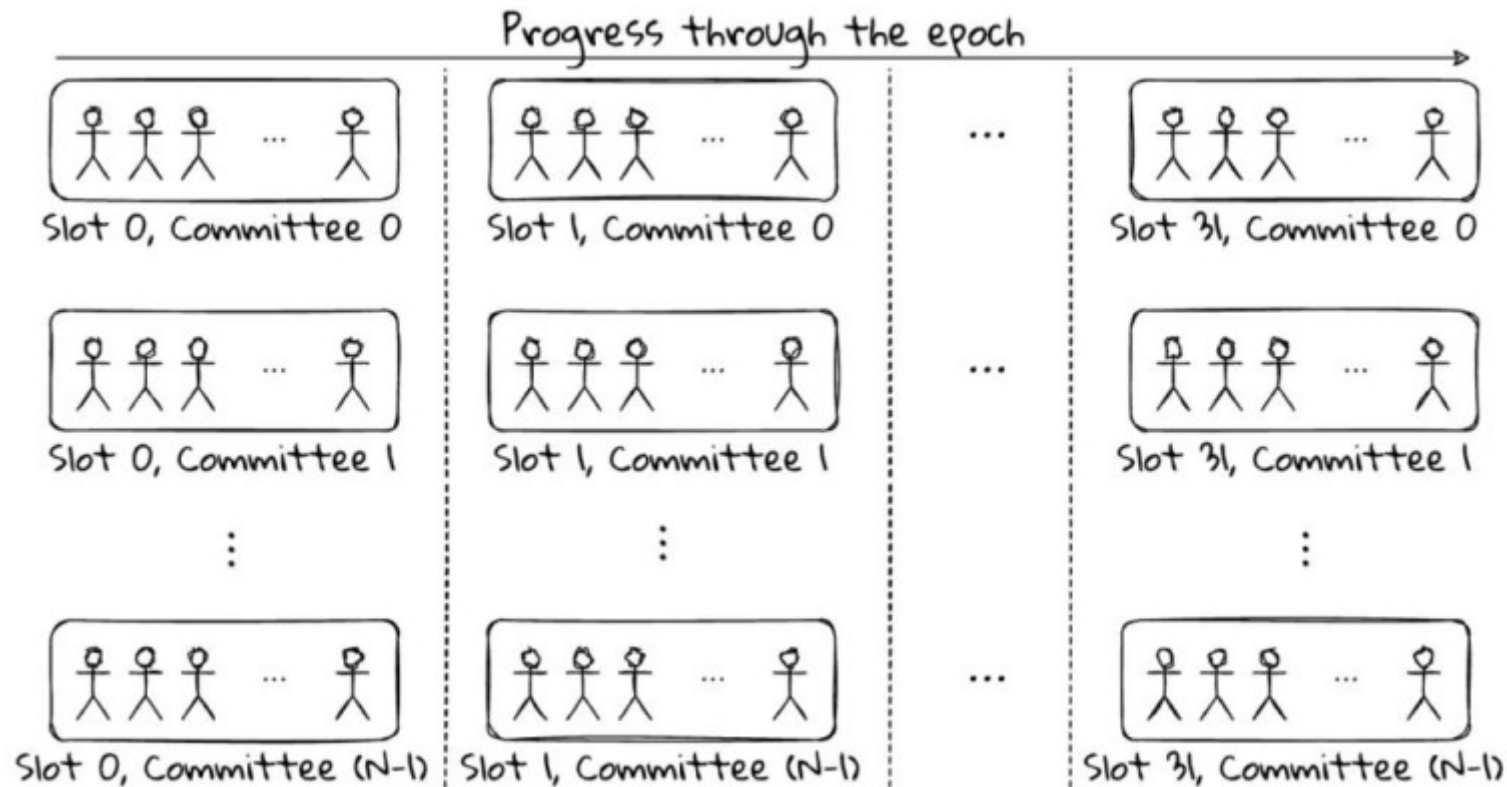 Progress through the epoch
... ... ... ...
Slot 0, Committee 0 Slot 1, Committee 0 Slot 31, Committee 0
... ... ... ...
Slot 0, Committee 1 Slot 1, Committee 1 Slot 31, Committee 1
... ... ... ...
Slot 0, Committee (N-1) Slot 1, Committee (N-1) Slot 31, Committee (N-1)